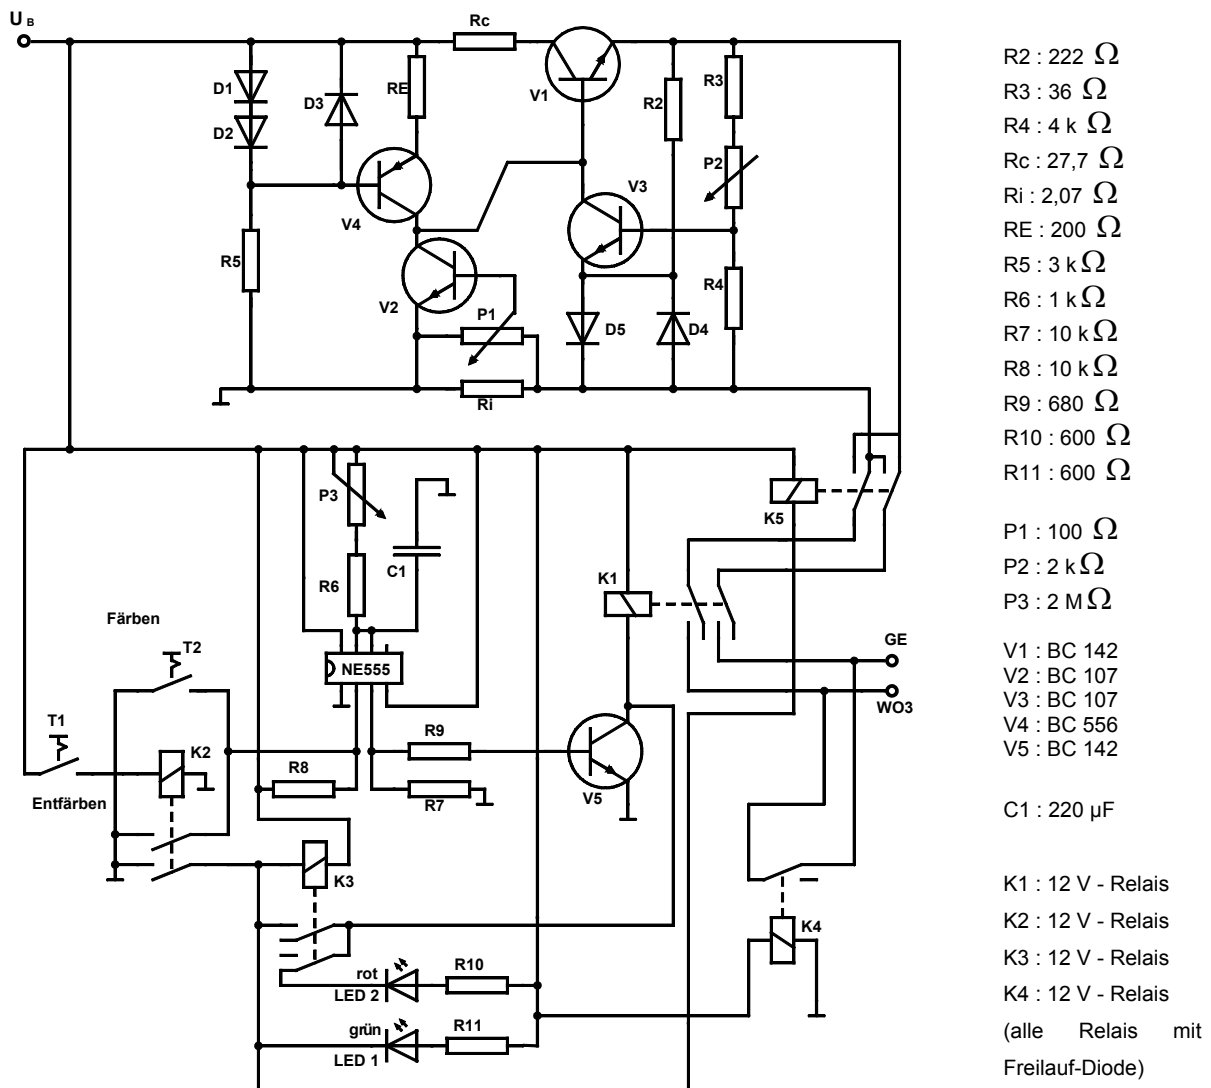 U B
Rc
D1
D2
D3
RE
V1
R2
R3
P2
V3
V4
R5
V2
P1
D5
D4
R4
Ri
P3
R6
C1
K5
K1
Färben
T2
NE555
GE
WO3
T1
K2
R9
R8
R7
V5
Entfärben
K3
K4
rot
R10
LED 2
grün
R11
LED 1
R2 : 222 Ω
R3 : 36 Ω
R4 : 4 k Ω
Rc : 27,7 Ω
Ri : 2,07 Ω
RE : 200 Ω
R5 : 3 k Ω
R6 : 1 k Ω
R7 : 10 k Ω
R8 : 10 k Ω
R9 : 680 Ω
R10 : 600 Ω
R11 : 600 Ω
P1 : 100 Ω
P2 : 2 k Ω
P3 : 2 M Ω
V1 : BC 142
V2 : BC 107
V3 : BC 107
V4 : BC 556
V5 : BC 142
C1 : 220 µF
K1 : 12 V - Relais
K2 : 12 V - Relais
K3 : 12 V - Relais
K4 : 12 V - Relais
(alle Relais mit
Freilauf-Diode)